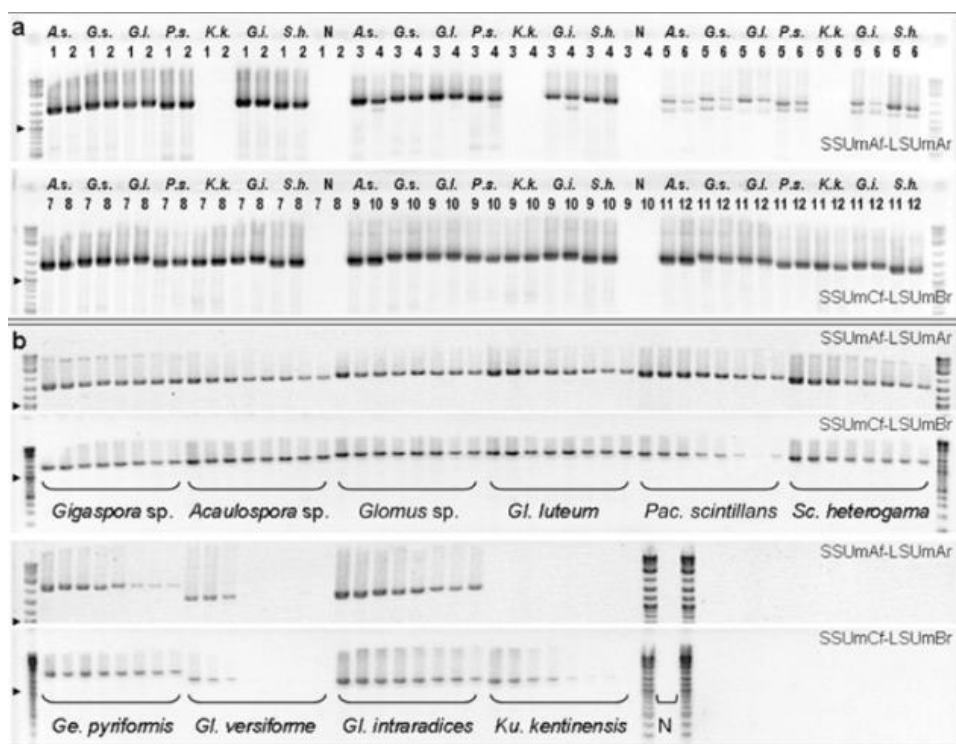 a A.s. G.s. G.l. P.s. K.k. G.i. S.h. N A.s. G.s. G.l. P.s. K.k. G.i. S.h. N A.s. G.s. G.l. P.s. K.k. G.i. S.h.
1 2 1 2 1 2 1 2 1 2 1 2 1 2 1 2 3 4 3 4 3 4 3 4 3 4 3 4 3 4 3 4 5 6 5 6 5 6 5 6 5 6 5 6 5 6
SSUmAf-LSUmAr
A.s. G.s. G.l. P.s. K.k. G.i. S.h. N A.s. G.s. G.l. P.s. K.k. G.i. S.h. N A.s. G.s. G.l. P.s. K.k. G.i. S.h.
7 8 7 8 7 8 7 8 7 8 7 8 7 8 7 8 9 10 9 10 9 10 9 10 9 10 9 10 9 10 9 10 11 12 11 12 11 12 11 12 11 12 11 12 11 12
SSUmCf-LSUmBr
b SSUmAf-LSUmAr
SSUmCf-LSUmBr
Gigaspora sp. Acaulospora sp. Glomus sp. Gl. luteum Pac. scintillans Sc. heterogama
SSUmAf-LSUmAr
SSUmCf-LSUmBr
Ge. pyriformis Gl. versiforme Gl. intraradices Ku. kentinensis N